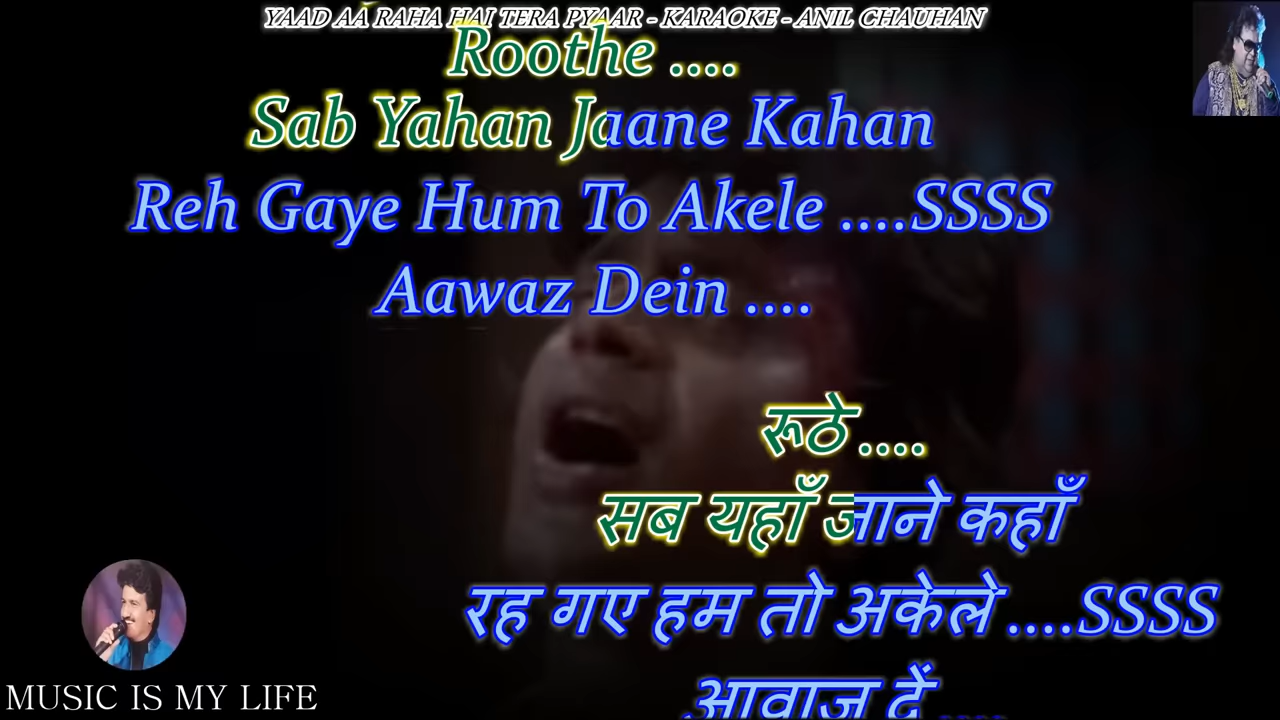 YAAD AA RAHA HAI TERA PYAAR - KARAOKE - ANIL CHAUHAN
Roothe ....
Sab Yahan Jaane Kahan
Reh Gaye Hum To Akele ....SSSS
Aawaz Dein ....
रूठे ....
सब यहाँ जाने कहाँ
रह गए हम तो अकेले ....SSSS
आवाज़ दें ....
MUSIC IS MY LIFE